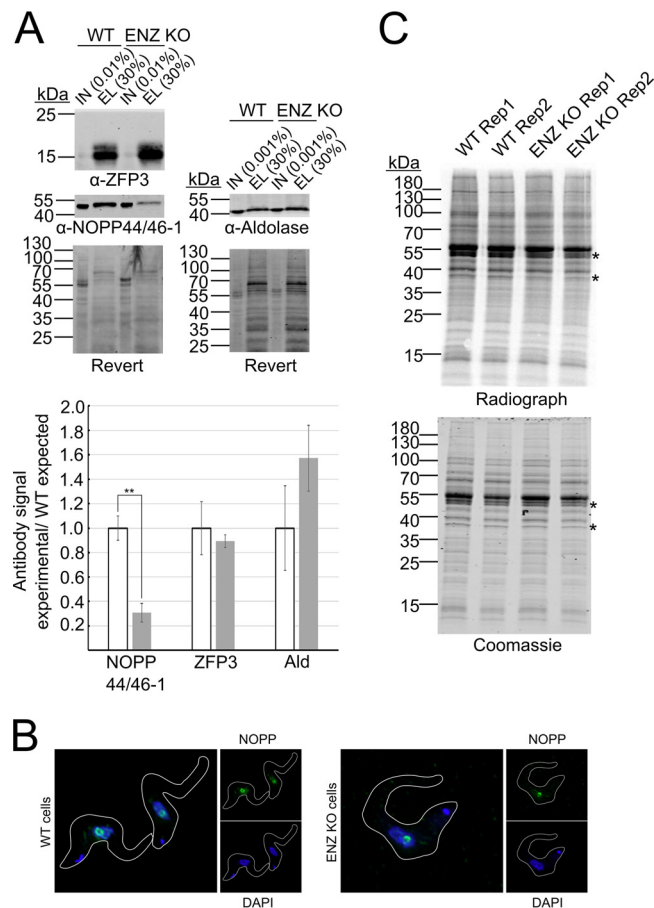 A
WT ENZ KO
IN (0.01%)
EL (30%)
IN (0.01%)
EL (30%)
kDa
25
15
α-ZFP3
55
40
α-NOPP44/46-1
130
100
70
55
40
35
25
Revert
WT ENZ KO
IN (0.001%)
EL (30%)
IN (0.001%)
EL (30%)
kDa
55
40
α-Aldolase
130
100
70
55
40
35
25
Revert
Antibody signal
experimental/ WT expected
2.0
1.8
1.6
1.4
1.2
1.0
0.8
0.6
0.4
0.2
**
NOPP
44/46-1
ZFP3
Ald
C
WT Rep1
WT Rep2
ENZ KO Rep1
ENZ KO Rep2
kDa
180
130
100
70
55
*
40
*
35
25
15
Radiograph
180
130
100
70
55
*
40
*
35
25
15
Coomassie
B
WT cells
NOPP
DAPI
ENZ KO cells
NOPP
DAPI